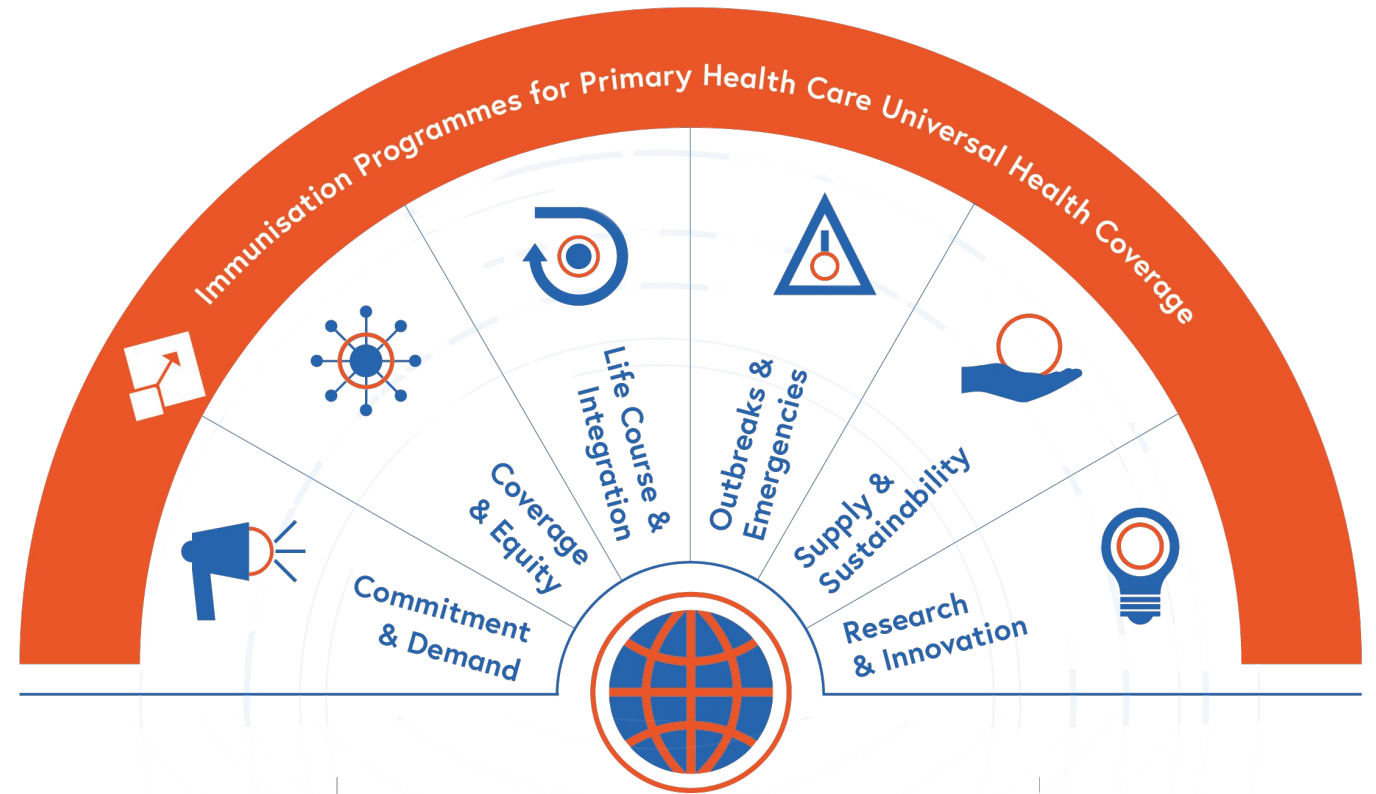 Immunisation Programmes for Primary Health Care Universal Health Coverage
Commitment
& Demand
Coverage
& Equity
Life Course &
Integration
Outbreaks &
Emergencies
Supply &
Sustainability
Research
& Innovation